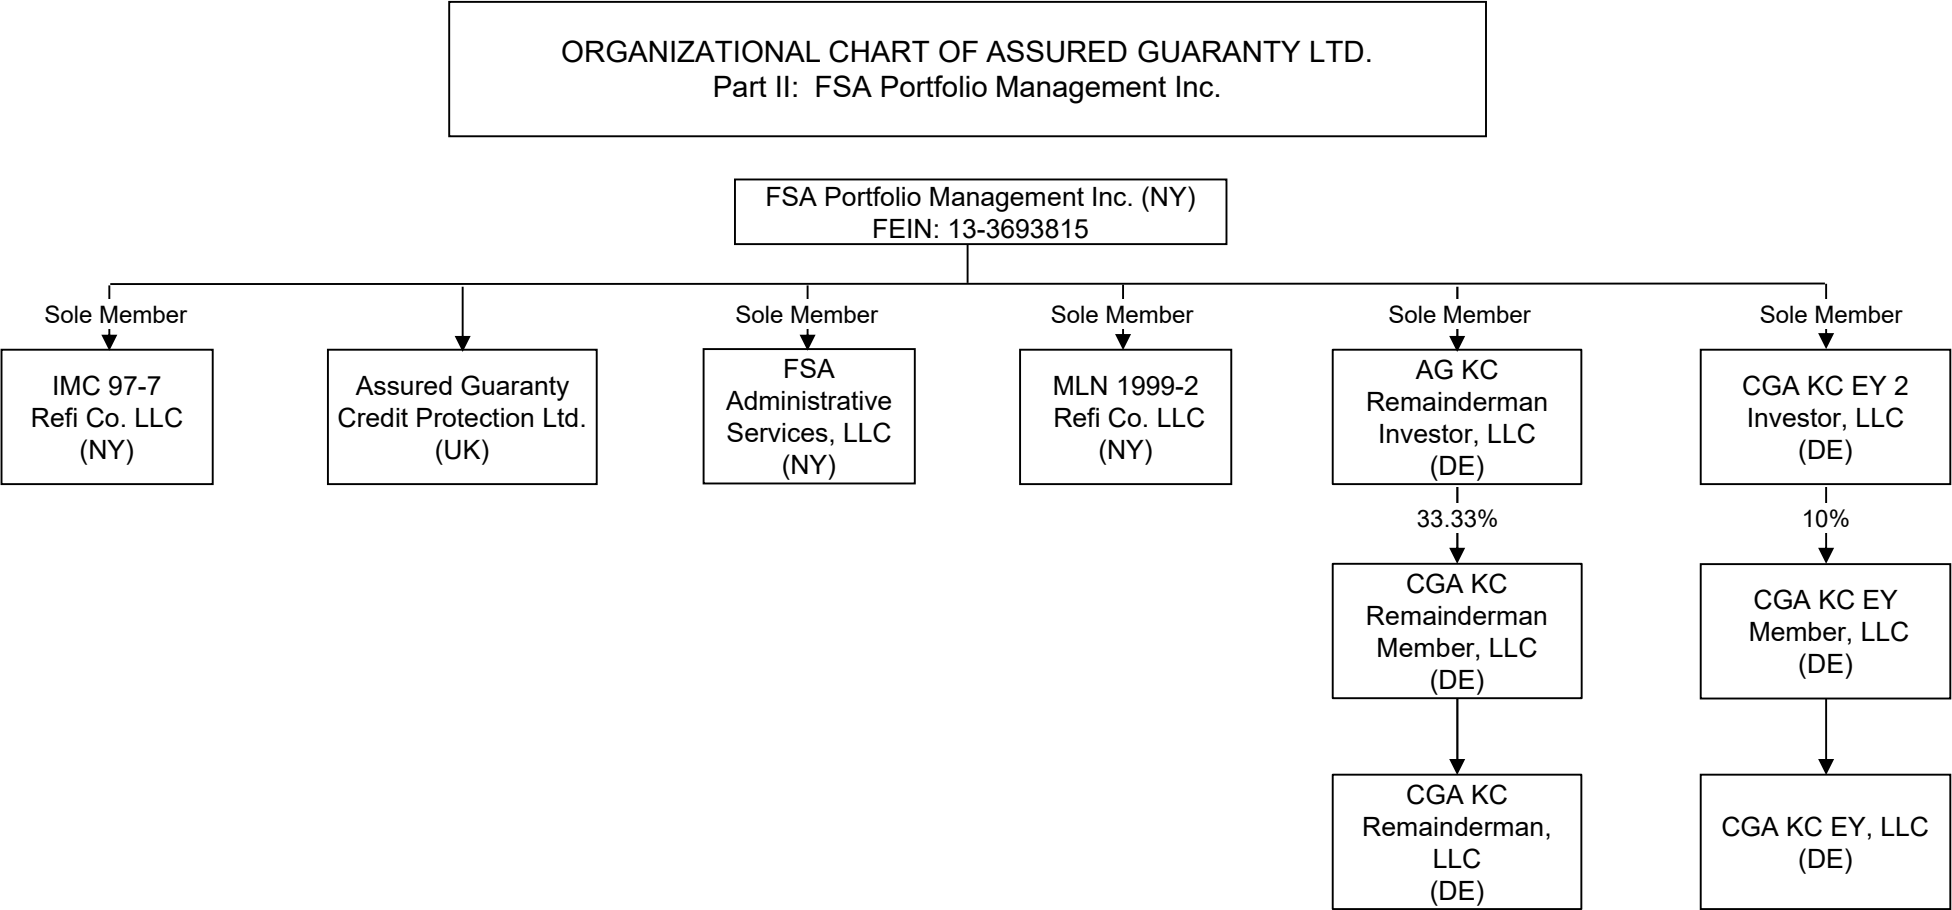 ORGANIZATIONAL CHART OF ASSURED GUARANTY LTD.
Part II:  FSA Portfolio Management Inc.
FSA Portfolio Management Inc. (NY)
FEIN: 13-3693815
Sole Member
Sole Member
Sole Member
Sole Member
Sole Member
IMC 97-7
Refi Co. LLC
(NY)
Assured Guaranty
Credit Protection Ltd.
(UK)
FSA
Administrative
Services, LLC
(NY)
MLN 1999-2
Refi Co. LLC
(NY)
AG KC
Remainderman
Investor, LLC
(DE)
CGA KC EY 2
Investor, LLC
(DE)
33.33%
10%
CGA KC
Remainderman
Member, LLC
(DE)
CGA KC EY
Member, LLC
(DE)
CGA KC
Remainderman,
LLC
(DE)
CGA KC EY, LLC
(DE)